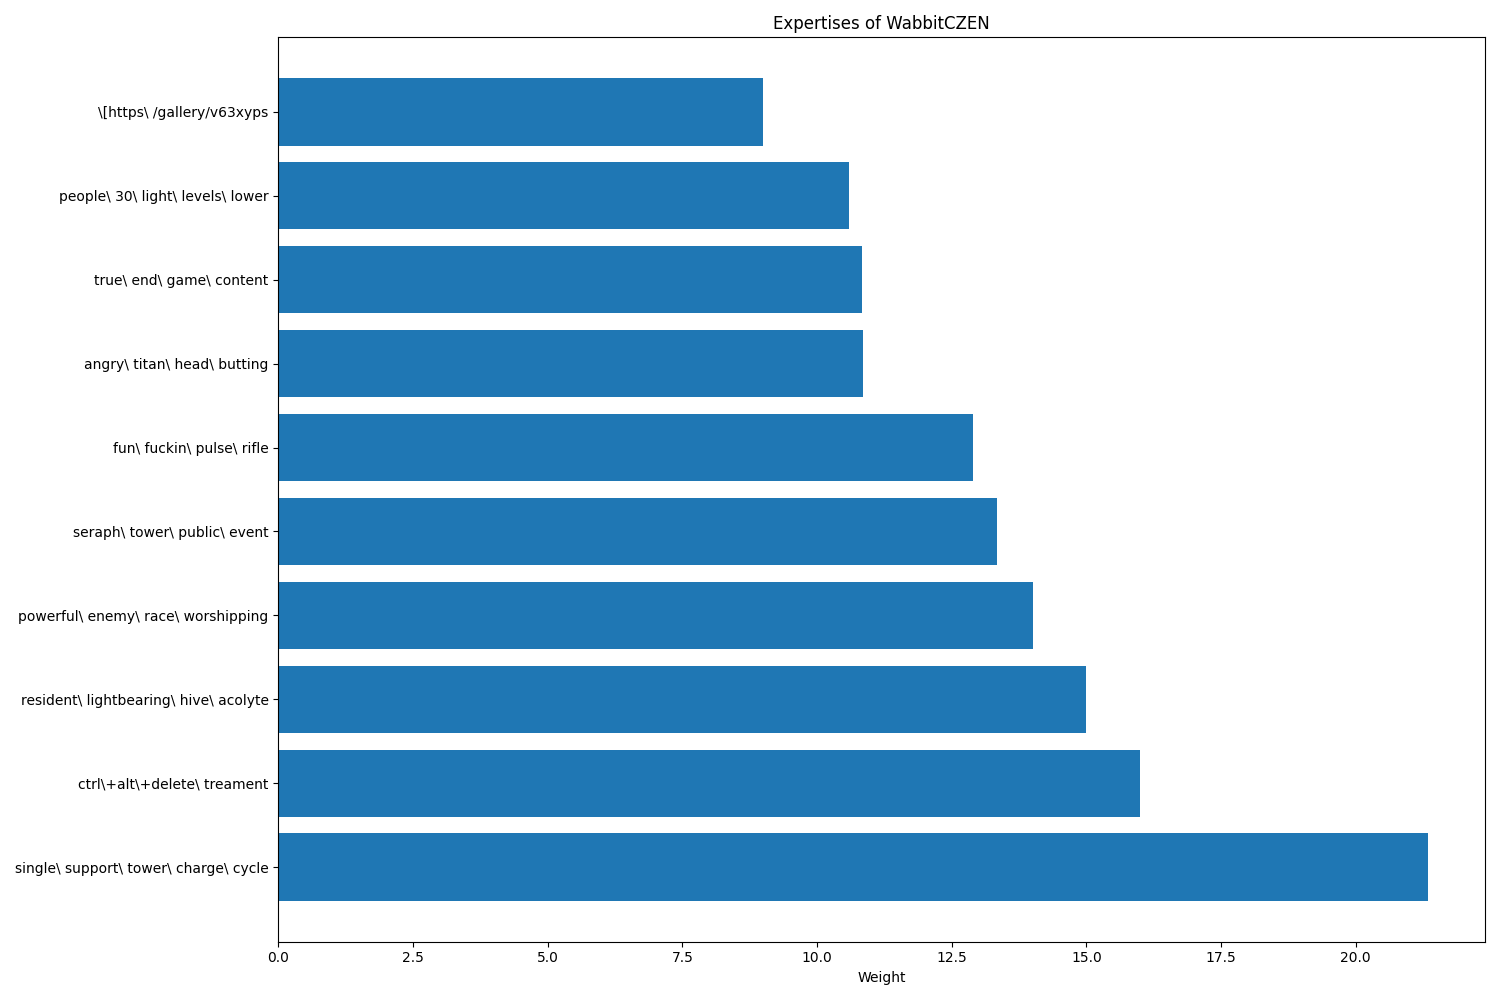 Expertises of WabbitCZEN
\[https\ /gallery/v63xyps
people\ 30\ light\ levels\ lower
true\ end\ game\ content
angry\ titan\ head\ butting
fun\ fuckin\ pulse\ rifle
seraph\ tower\ public\ event
powerful\ enemy\ race\ worshipping
resident\ lightbearing\ hive\ acolyte
ctrl\+alt\+delete\ treament
single\ support\ tower\ charge\ cycle
0.0 2.5 5.0 7.5 10.0 12.5 15.0 17.5 20.0
Weight